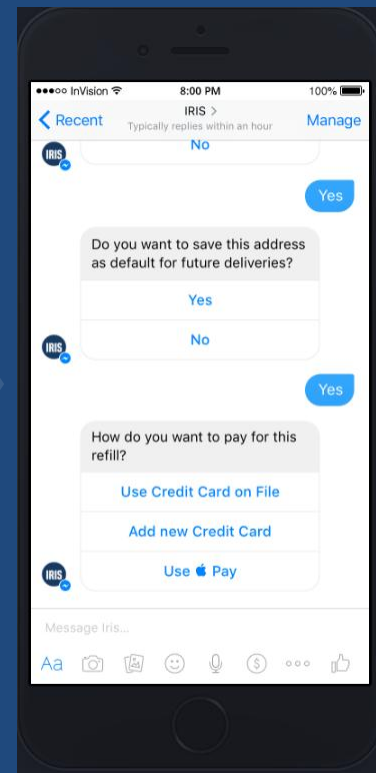 InVision 8:00 PM 100%
Recent IRIS > Manage
Typically replies within an hour
No
IRIS
Yes
Do you want to save this address
as default for future deliveries?
Yes
No
IRIS
Yes
How do you want to pay for this
refill?
Use Credit Card on File
Add new Credit Card
Use Pay
IRIS
Message Iris...
Aa
$